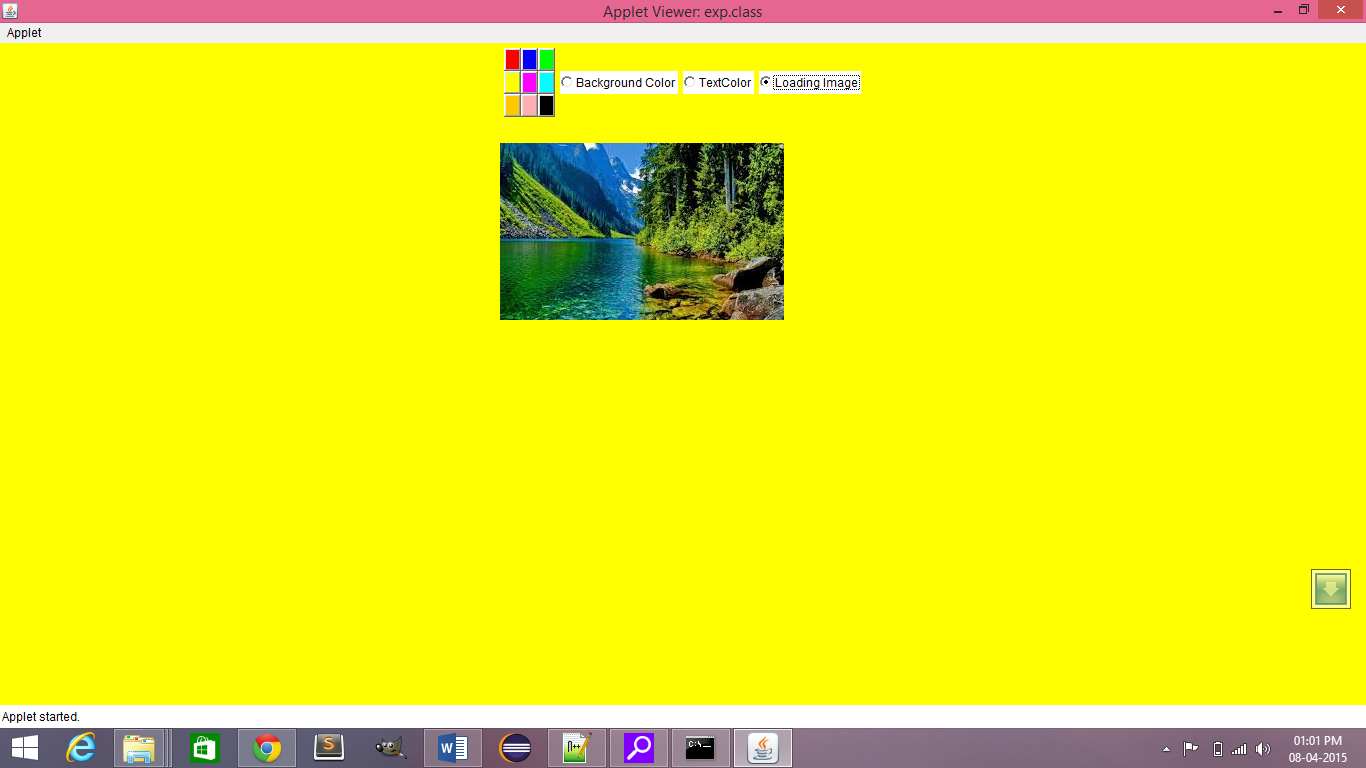 Applet Viewer: exp.class
Applet
Background Color TextColor Loading Image
Applet started.
S W n++ C:\_
01:01 PM
08-04-2015